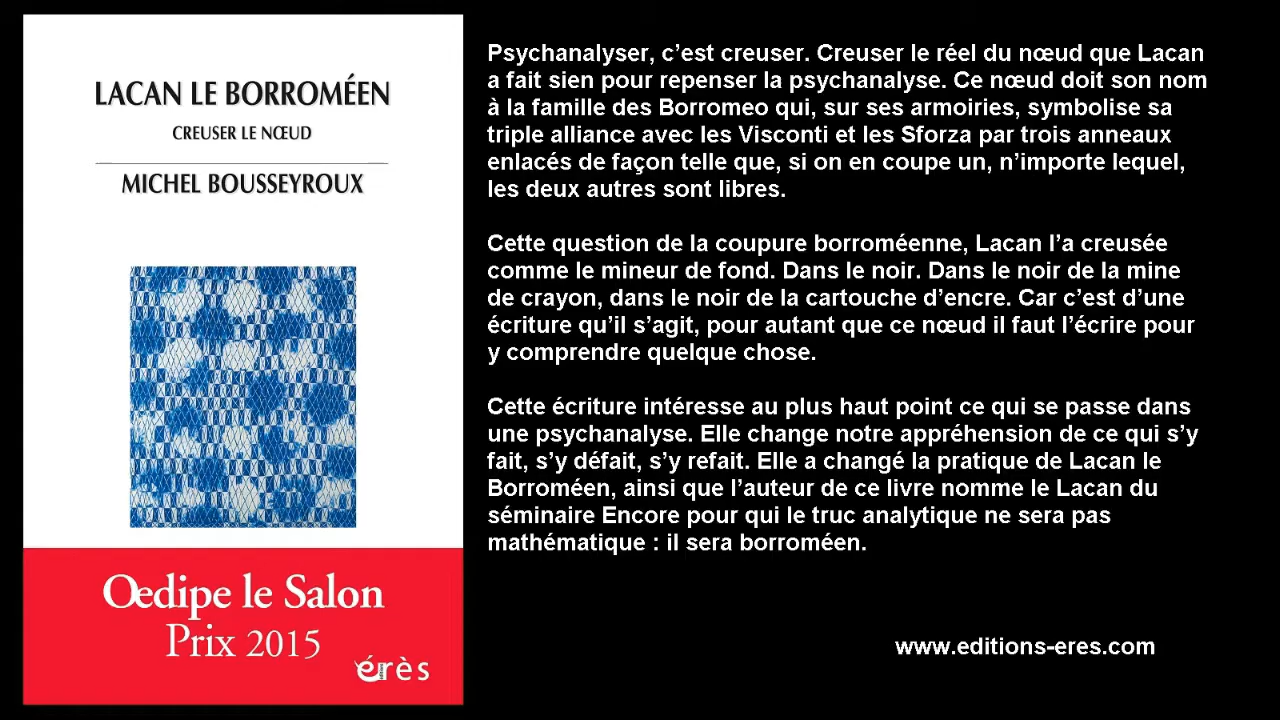 LACAN LE BORROMÉEN
CREUSER LE NŒUD
MICHEL BOUSSEYROUX
Œdipe le Salon
Prix 2015
érès
Psychanalyser, c’est creuser. Creuser le réel du nœud que Lacan
a fait sien pour repenser la psychanalyse. Ce nœud doit son nom
à la famille des Borromeo qui, sur ses armoiries, symbolise sa
triple alliance avec les Visconti et les Sforza par trois anneaux
enlacés de façon telle que, si on en coupe un, n’importe lequel,
les deux autres sont libres.
Cette question de la coupure borroméenne, Lacan l’a creusée
comme le mineur de fond. Dans le noir. Dans le noir de la mine
de crayon, dans le noir de la cartouche d’encre. Car c’est d’une
écriture qu’il s’agit, pour autant que ce nœud il faut l’écrire pour
y comprendre quelque chose.
Cette écriture intéresse au plus haut point ce qui se passe dans
une psychanalyse. Elle change notre appréhension de ce qui s’y
fait, s’y défait, s’y refait. Elle a changé la pratique de Lacan le
Borroméen, ainsi que l’auteur de ce livre nomme le Lacan du
séminaire Encore pour qui le truc analytique ne sera pas
mathématique : il sera borroméen.
www.editions-eres.com